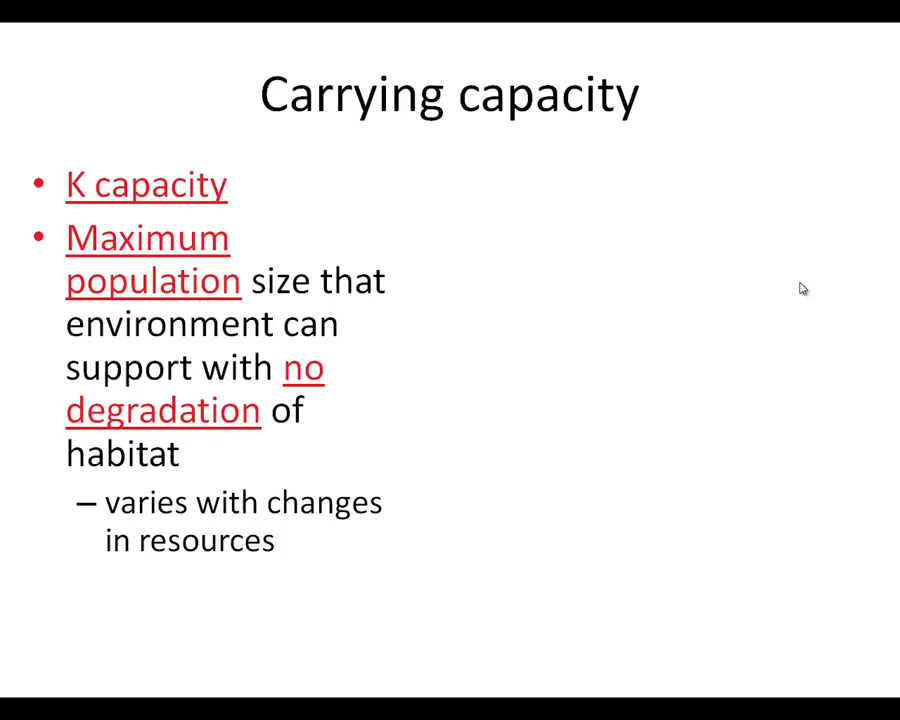 Carrying capacity
• K capacity
• Maximum
population size that
environment can
support with no
degradation of
habitat
– varies with changes
in resources